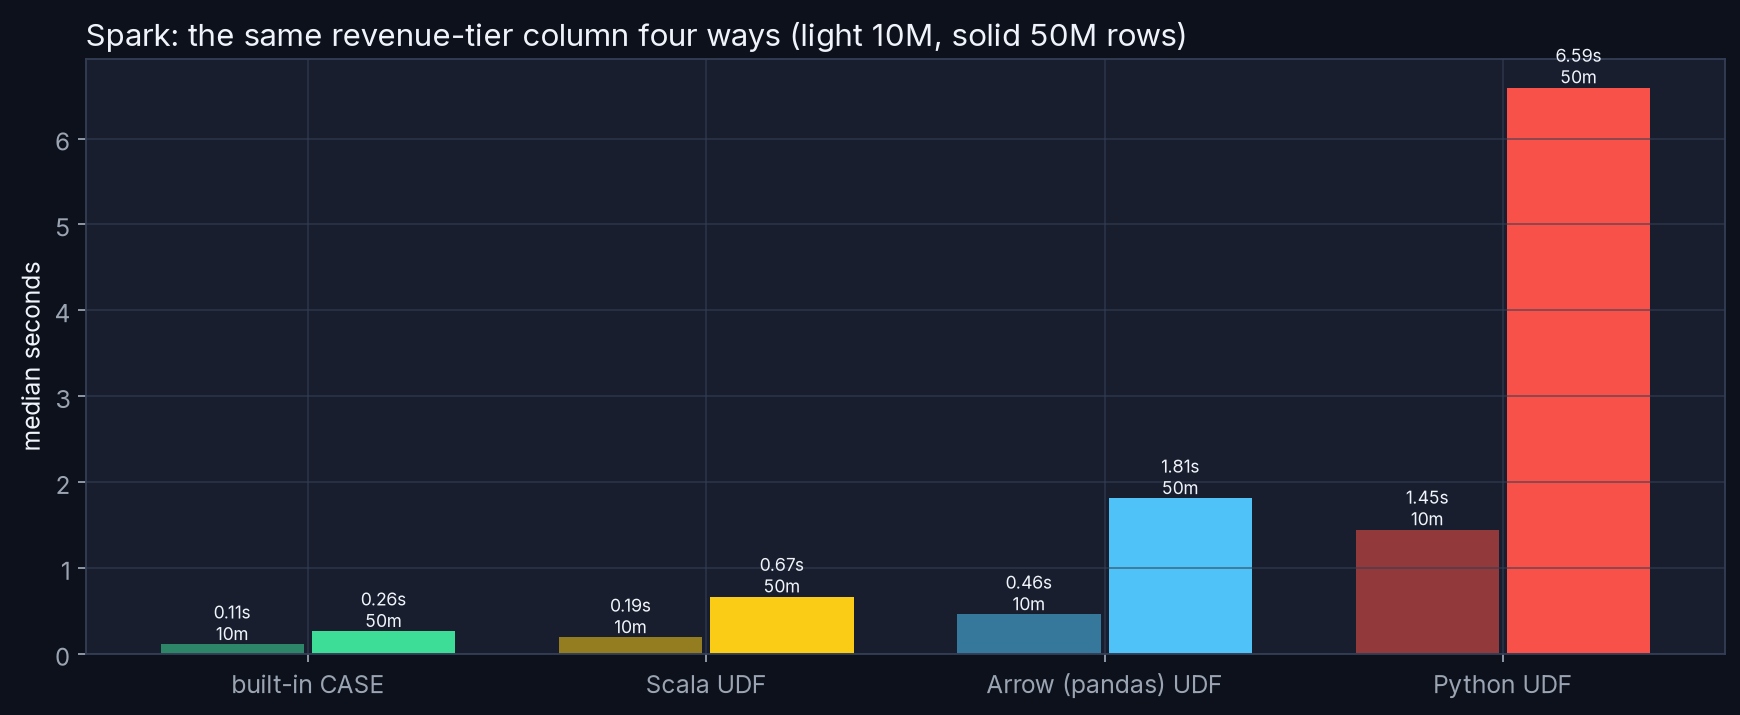 Spark: the same revenue-tier column four ways (light 10M, solid 50M rows)
median seconds
6
5
4
3
2
1
0
0.11s
10m
0.26s
50m
0.19s
10m
0.67s
50m
0.46s
10m
1.81s
50m
1.45s
10m
6.59s
50m
built-in CASE
Scala UDF
Arrow (pandas) UDF
Python UDF